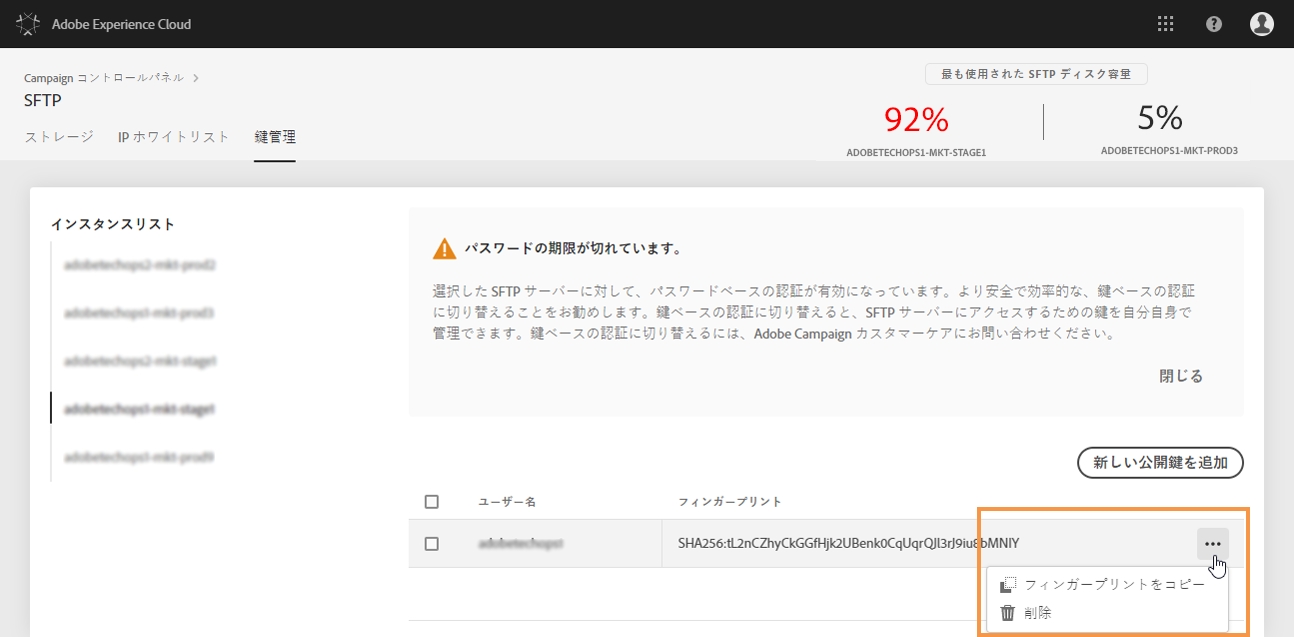 Adobe Experience Cloud
Campaign コントロールパネル
SFTP
ストレージ IP ホワイトリスト 鍵管理
最も使用された SFTP ディスク容量
92% 5%
ADOBETECHOPS1-MKT-STAGE1 ADOBETECHOPS1-MKT-PROD3
インスタンスリスト
adobetechops2-mkt-prod2
adobetechops1-mkt-prod3
adobetechops2-mkt-stage1
adobetechops1-mkt-stage1
adobetechops1-mkt-prod9
パスワードの期限が切れています。
選択した SFTP サーバーに対して、パスワードベースの認証が有効になっています。より安全で効率的な、鍵ベースの認証
に切り替えることをお勧めします。鍵ベースの認証に切り替えると、SFTP サーバーにアクセスするための鍵を自分自身で
管理できます。鍵ベースの認証に切り替えるには、Adobe Campaign カスタマーケアにお問い合わせください。
閉じる
新しい公開鍵を追加
ユーザー名 フィンガープリント
adobetechops1 SHA256:tL2nCZhyCkGGfHjk2UBenk0CqUqrQJl3rJ9iu8bMNlY
フィンガープリントをコピー
削除